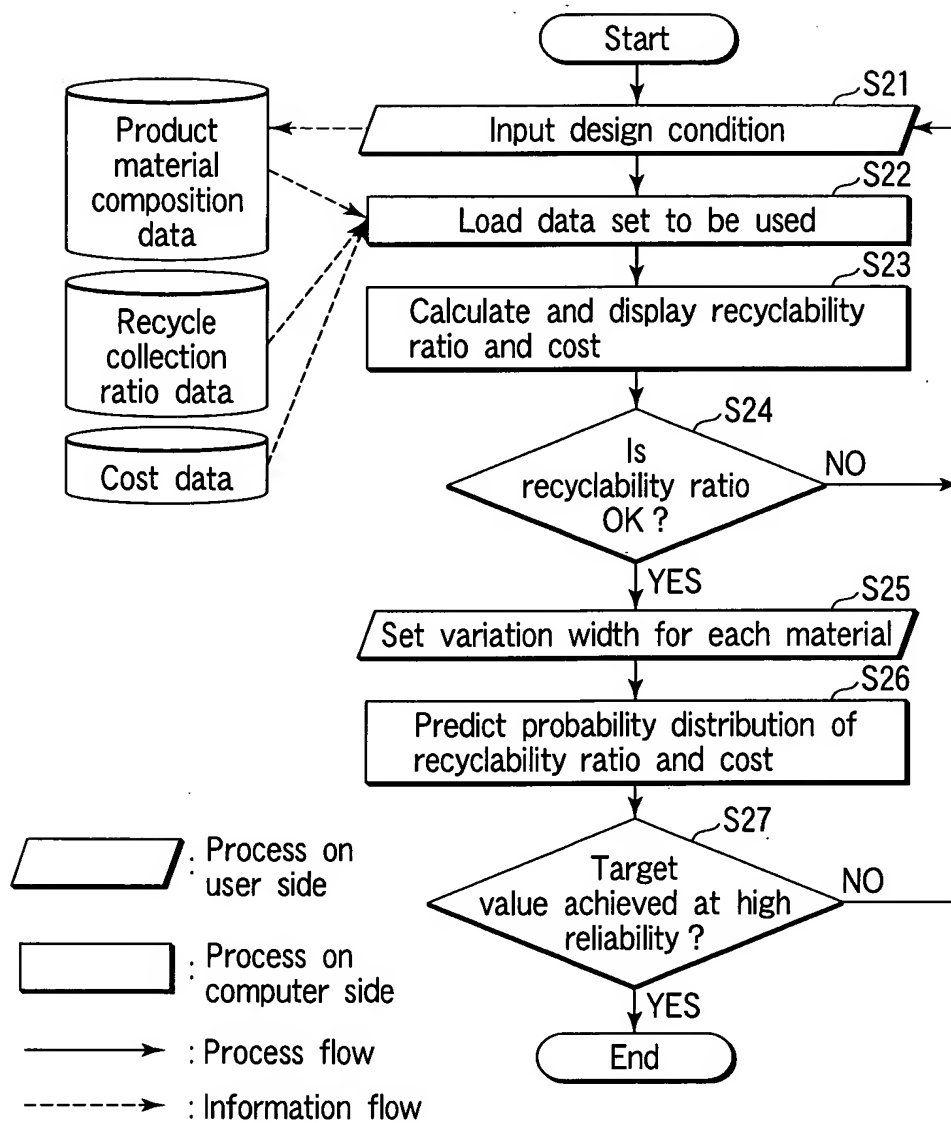 Start
S21
Input design condition
Product
material
composition
data
S22
Load data set to be used
S23
Calculate and display recyclability
ratio and cost
Recycle
collection
ratio data
Cost data
S24
Is
recyclability ratio
OK ?
NO
YES
S25
Set variation width for each material
S26
Predict probability distribution of
recyclability ratio and cost
S27
Target
value achieved at high
reliability ?
NO
YES
End
: Process on
user side
: Process on
computer side
: Process flow
: Information flow